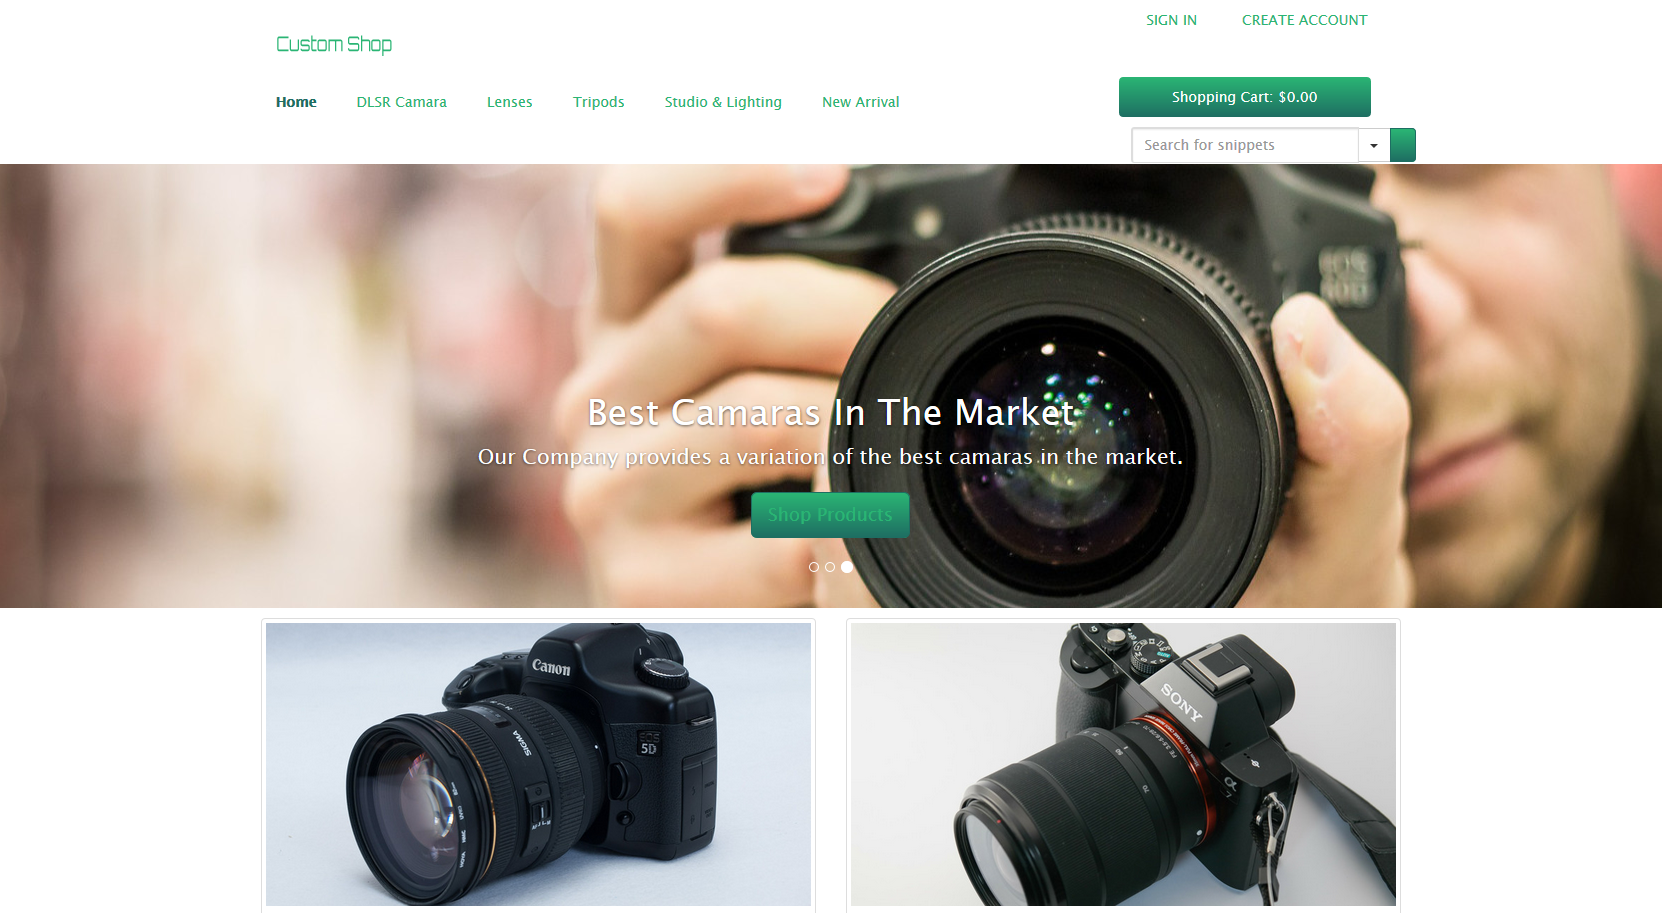 SIGN IN
CREATE ACCOUNT
Custom Shop
Home
DLSR Camara
Lenses
Tripods
Studio & Lighting
New Arrival
Shopping Cart: $0.00
Search for snippets
EOS
Best Camaras In The Market
Our Company provides a variation of the best camaras in the market.
Shop Products
Canon
EOS
5D
SIGMA
SONY
70